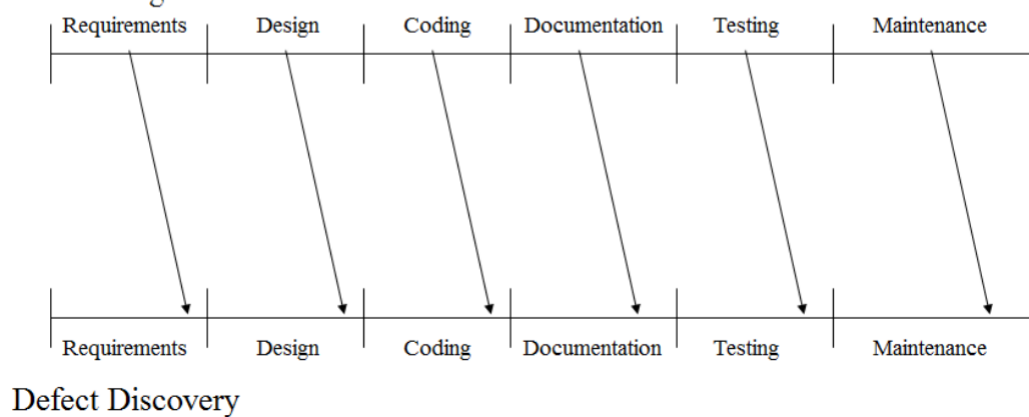 Requirements Design Coding Documentation Testing Maintenance
Requirements Design Coding Documentation Testing Maintenance
Defect Discovery